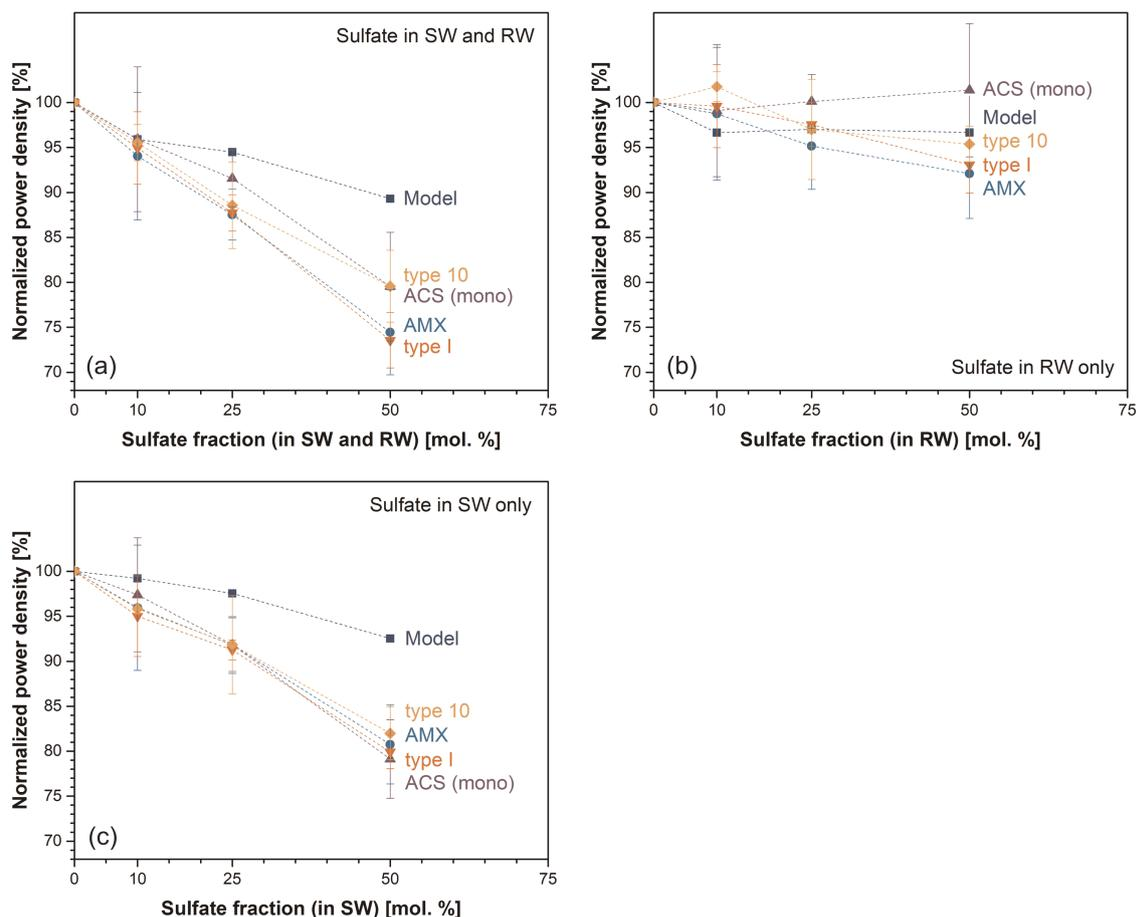 Sulfate in SW and RW
Normalized power density [%]
100
95
90
85
80
75
70
Model
type 10
ACS (mono)
AMX
type I
(a)
0
10
25
50
75
Sulfate fraction (in SW and RW) [mol. %]
Normalized power density [%]
100
95
90
85
80
75
70
ACS (mono)
Model
type 10
type I
AMX
(b)
Sulfate in RW only
0
10
25
50
75
Sulfate fraction (in RW) [mol. %]
Sulfate in SW only
Normalized power density [%]
100
95
90
85
80
75
70
Model
type 10
AMX
type I
ACS (mono)
(c)
0
10
25
50
75
Sulfate fraction (in SW) [mol. %]